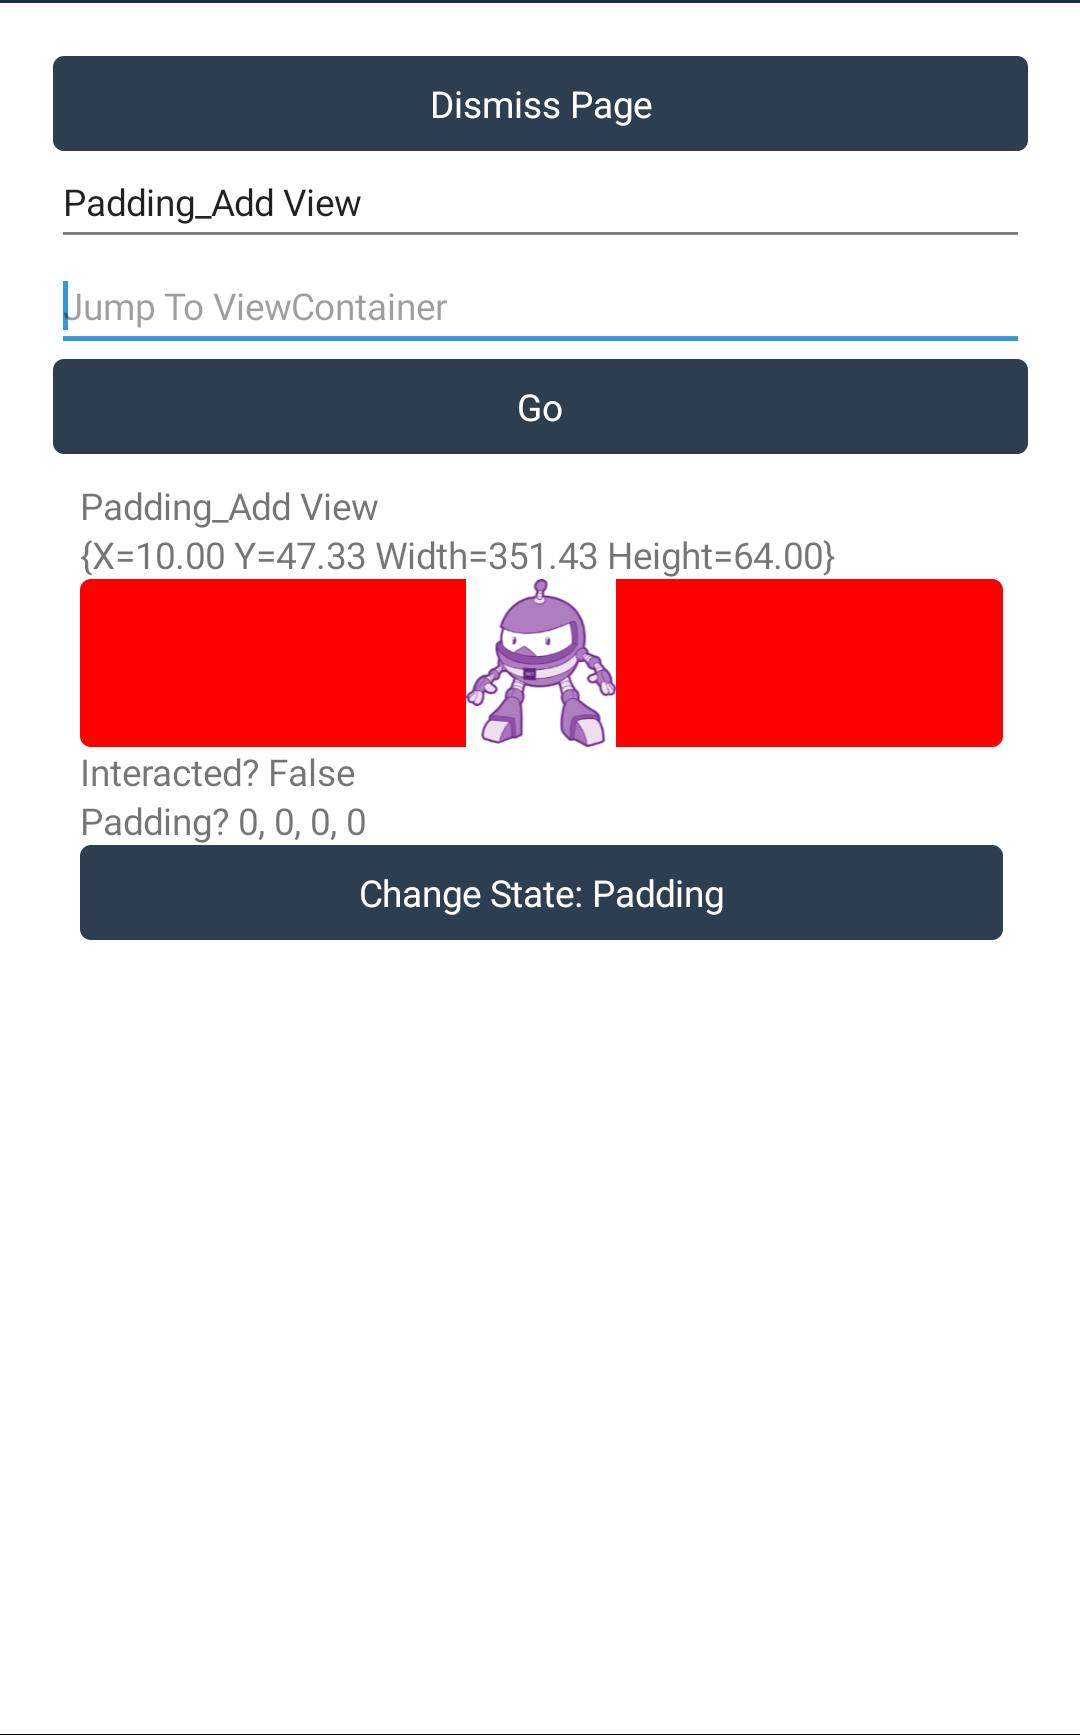 Dismiss Page
Padding_Add View
Jump To ViewContainer
Go
Padding_Add View
{X=10.00 Y=47.33 Width=351.43 Height=64.00}
Interacted? False
Padding? 0, 0, 0, 0
Change State: Padding